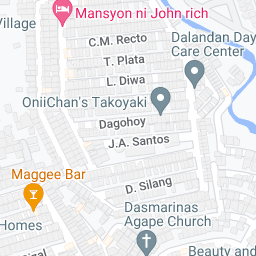 Mansyon ni John rich
Village
C.M. Recto
Dalandan Day
Care Center
T. Plata
L. Diwa
OniiChan's Takoyaki
Dagohoy
J.A. Santos
Maggee Bar
D. Silang
Dasmarinas
Agape Church
Homes
Beauty and